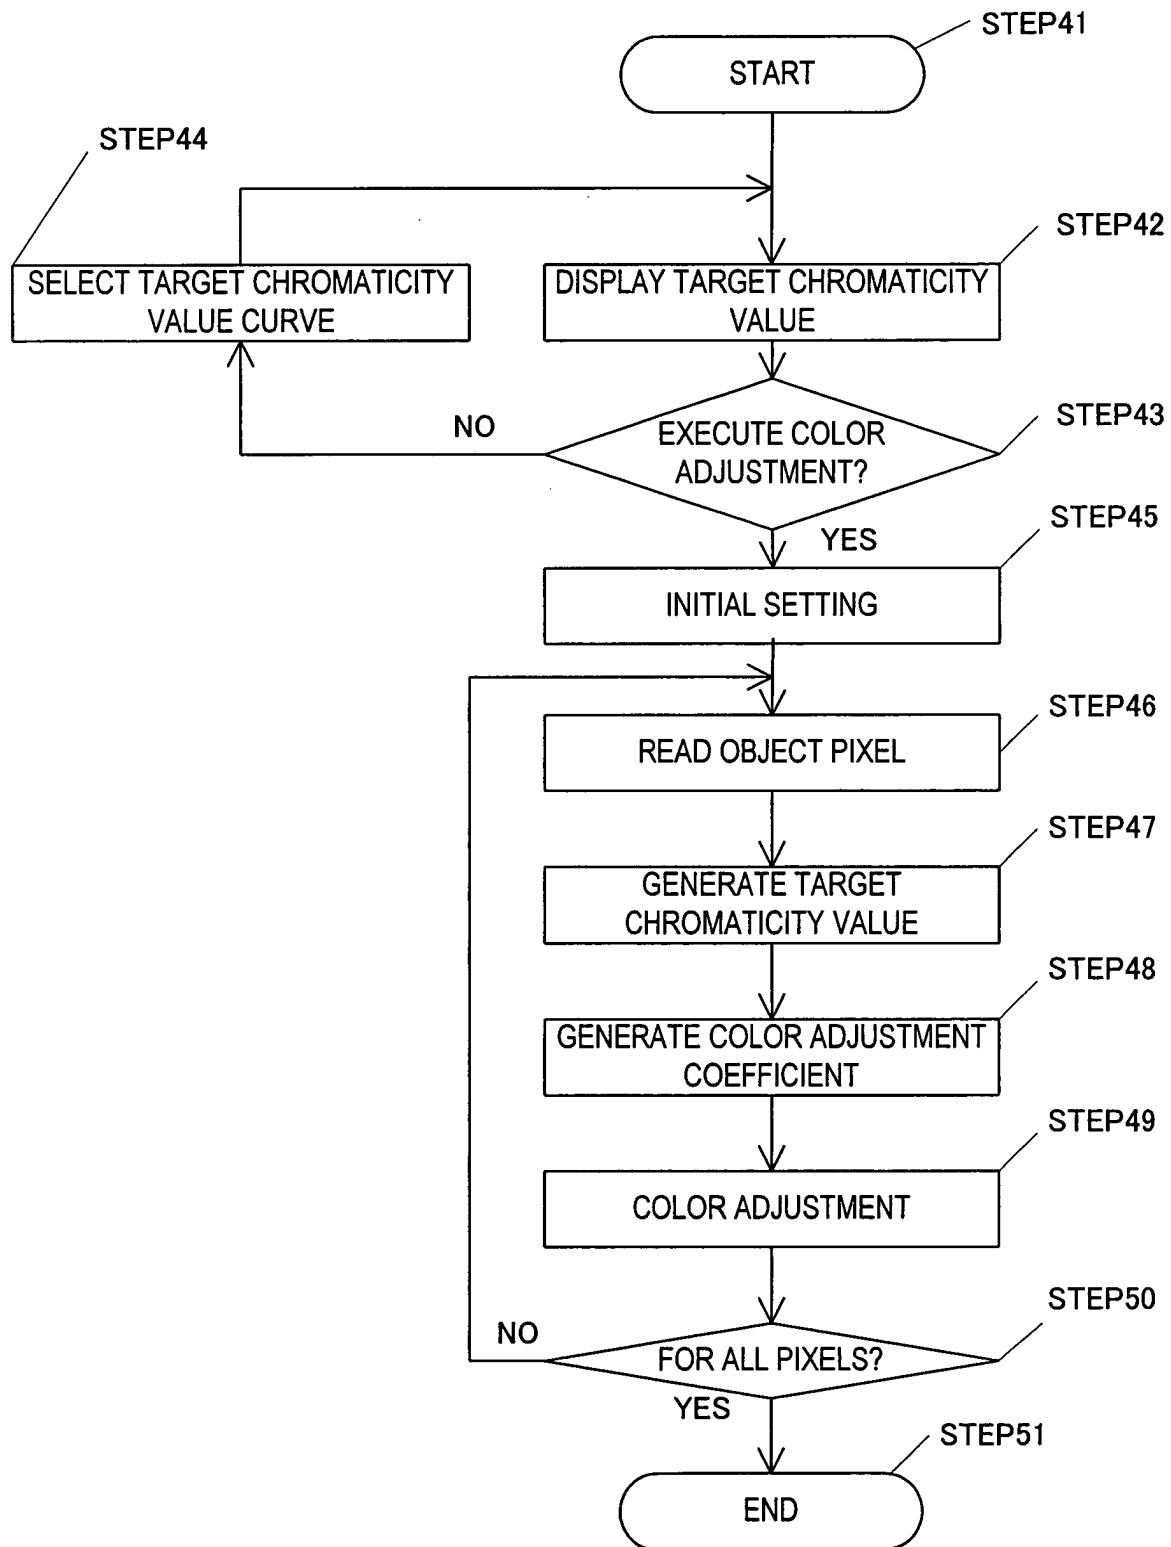 STEP41
START
STEP44
STEP42
SELECT TARGET CHROMATICITY
VALUE CURVE
DISPLAY TARGET CHROMATICITY
VALUE
STEP43
NO
EXECUTE COLOR
ADJUSTMENT?
STEP45
YES
INITIAL SETTING
STEP46
READ OBJECT PIXEL
STEP47
GENERATE TARGET
CHROMATICITY VALUE
STEP48
GENERATE COLOR ADJUSTMENT
COEFFICIENT
STEP49
COLOR ADJUSTMENT
STEP50
NO
FOR ALL PIXELS?
YES
STEP51
END